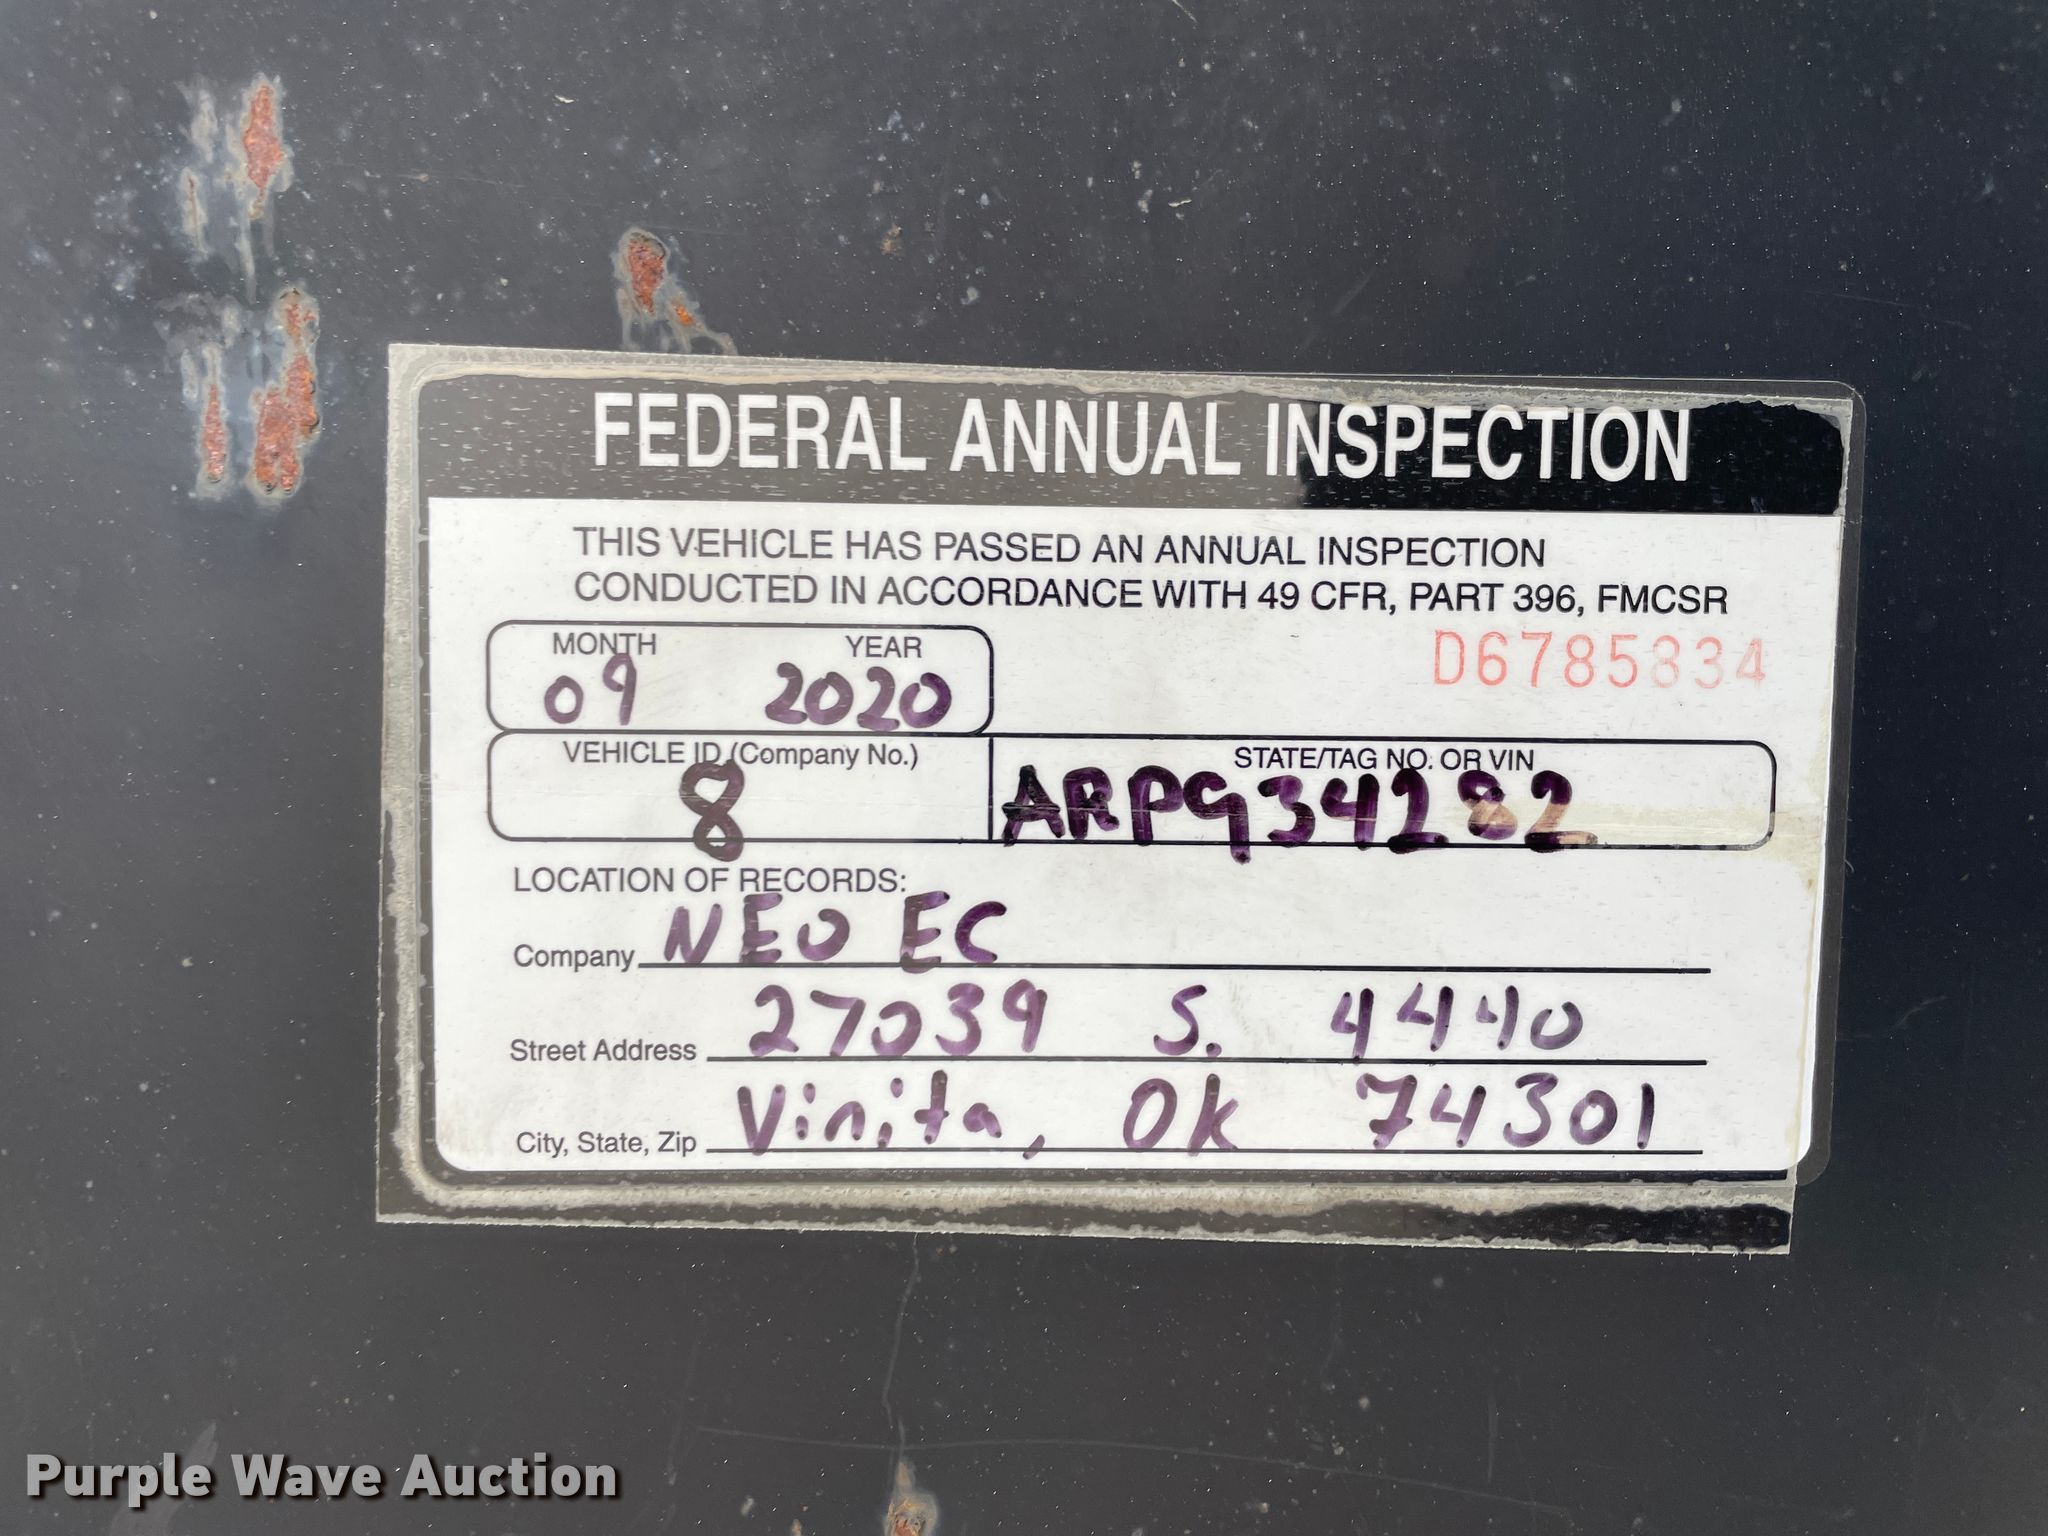 FEDERAL ANNUAL INSPECTION
THIS VEHICLE HAS PASSED AN ANNUAL INSPECTION
CONDUCTED IN ACCORDANCE WITH 49 CFR, PART 396, FMCSR
D6785834
MONTH YEAR
09 2020
VEHICLE ID (Company No.) STATE/TAG NO. OR VIN
8 ARP934282
LOCATION OF RECORDS:
Company NEO EC
Street Address 27039 S. 4440
City, State, Zip Vinita, Ok 74301
Purple Wave Auction